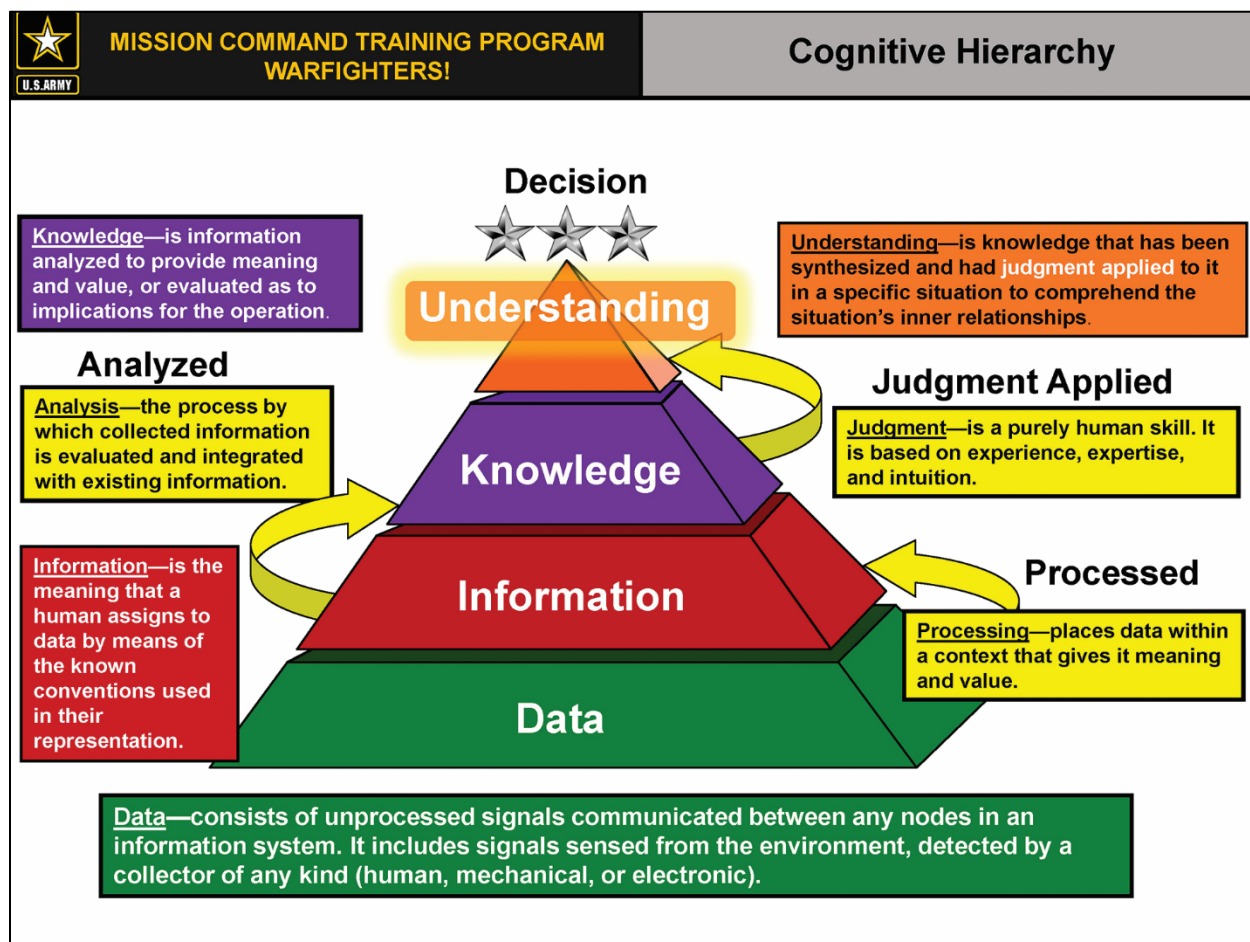 U.S.ARMY
MISSION COMMAND TRAINING PROGRAM
WARFIGHTERS!
Cognitive Hierarchy
Decision
Knowledge—is information
analyzed to provide meaning
and value, or evaluated as to
implications for the operation.
Understanding—is knowledge that has been
synthesized and had judgment applied to it
in a specific situation to comprehend the
situation's inner relationships.
Understanding
Analyzed
Analysis—the process by
which collected information
is evaluated and integrated
with existing information.
Judgment Applied
Judgment—is a purely human skill. It
is based on experience, expertise,
and intuition.
Knowledge
Information—is the
meaning that a
human assigns to
data by means of
the known
conventions used
in their
representation.
Information
Processed
Processing—places data within
a context that gives it meaning
and value.
Data
Data—consists of unprocessed signals communicated between any nodes in an
information system. It includes signals sensed from the environment, detected by a
collector of any kind (human, mechanical, or electronic).